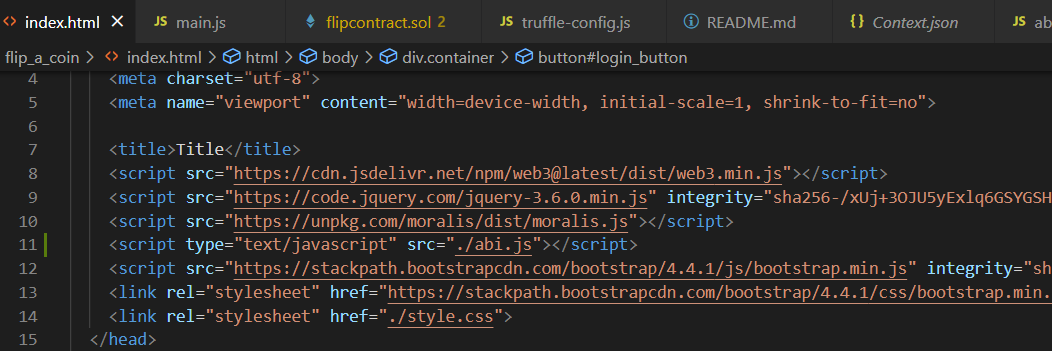 index.html main.js flipcontract.sol 2 truffle-config.js README.md Context.json ab
flip_a_coin > index.html > html > body > div.container > button#login_button
4 <meta charset="utf-8">
5 <meta name="viewport" content="width=device-width, initial-scale=1, shrink-to-fit=no">
6
7 <title>Title</title>
8 <script src="https://cdn.jsdelivr.net/npm/web3@latest/dist/web3.min.js"></script>
9 <script src="https://code.jquery.com/jquery-3.6.0.min.js" integrity="sha256-/xUj+3OJU5yExlq6GSYGSH
10 <script src="https://unpkg.com/moralis/dist/moralis.js"></script>
11 <script type="text/javascript" src="./abi.js"></script>
12 <script src="https://stackpath.bootstrapcdn.com/bootstrap/4.4.1/js/bootstrap.min.js" integrity="sh
13 <link rel="stylesheet" href="https://stackpath.bootstrapcdn.com/bootstrap/4.4.1/css/bootstrap.min.
14 <link rel="stylesheet" href="./style.css">
15 </head>